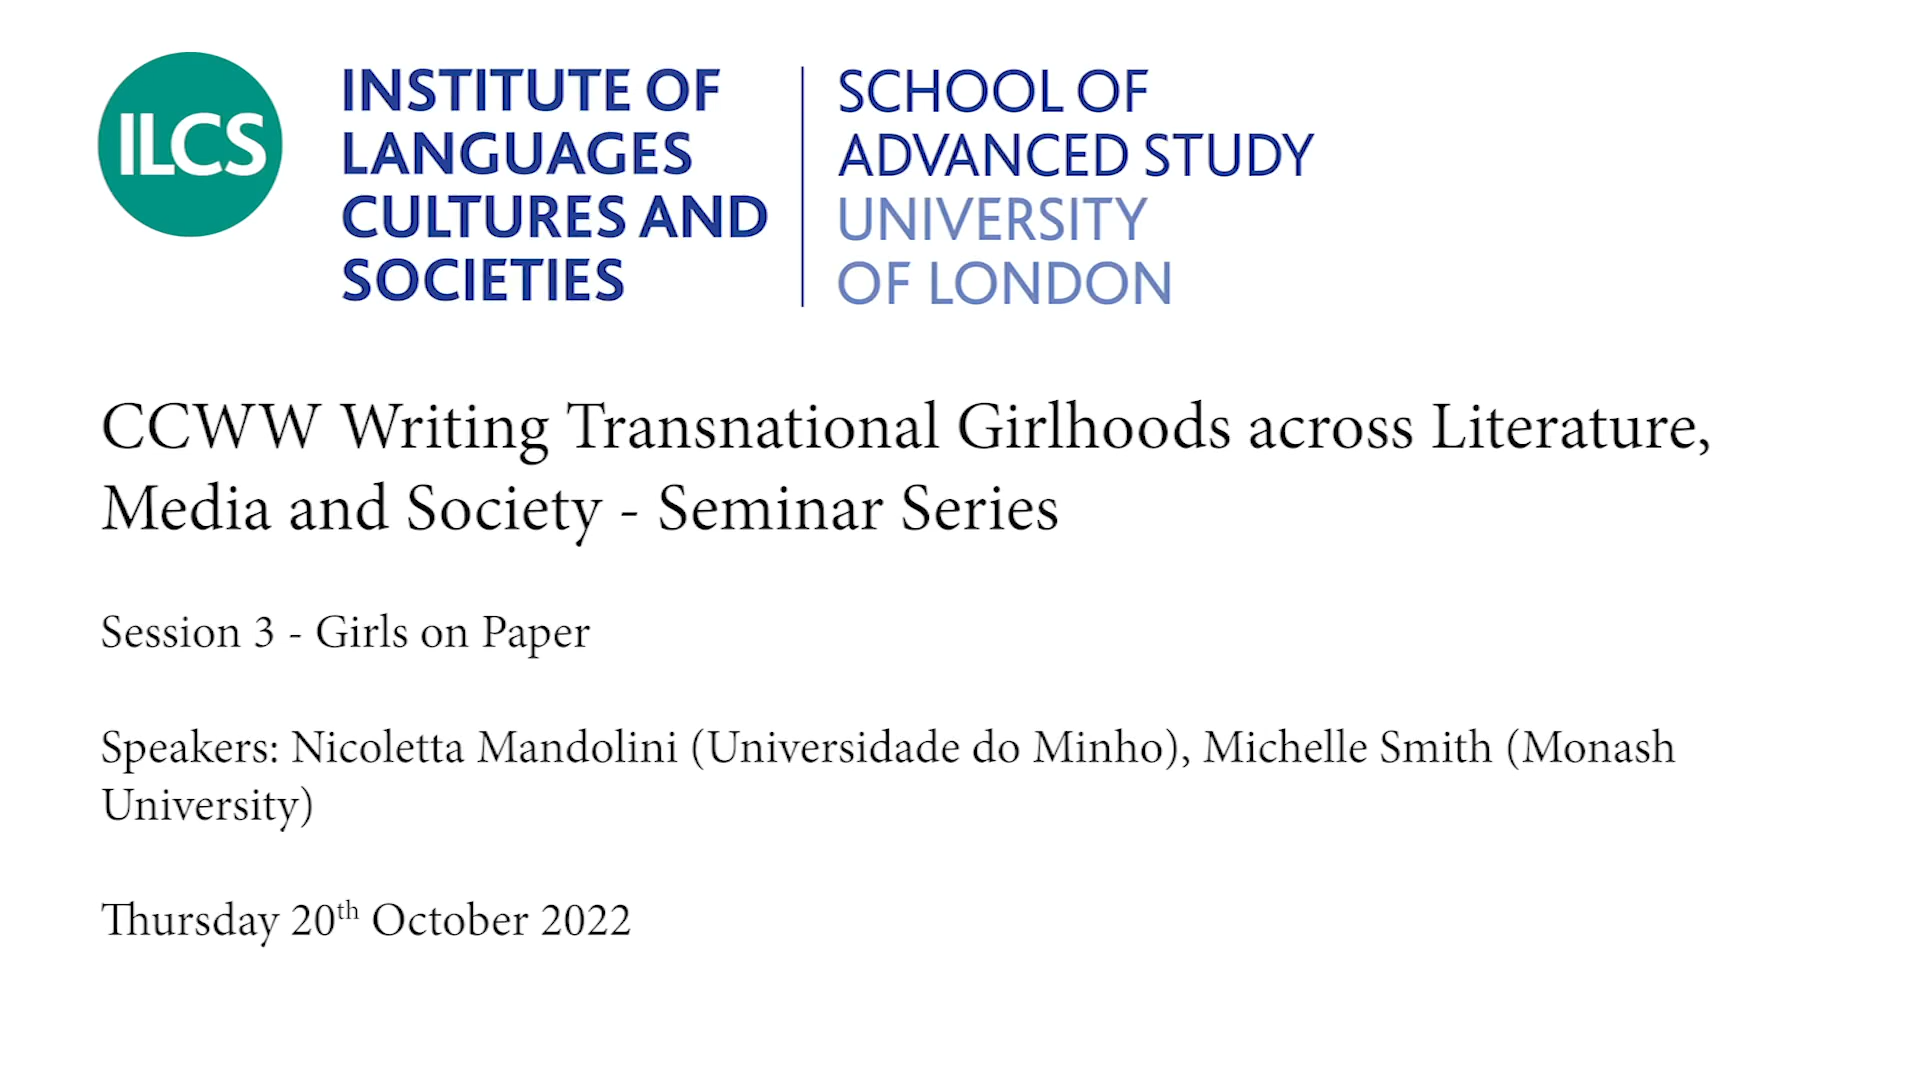 ILCS
INSTITUTE OF
LANGUAGES
CULTURES AND
SOCIETIES
SCHOOL OF
ADVANCED STUDY
UNIVERSITY
OF LONDON
CCWW Writing Transnational Girlhoods across Literature,
Media and Society - Seminar Series
Session 3 - Girls on Paper
Speakers: Nicoletta Mandolini (Universidade do Minho), Michelle Smith (Monash
University)
Thursday 20th October 2022